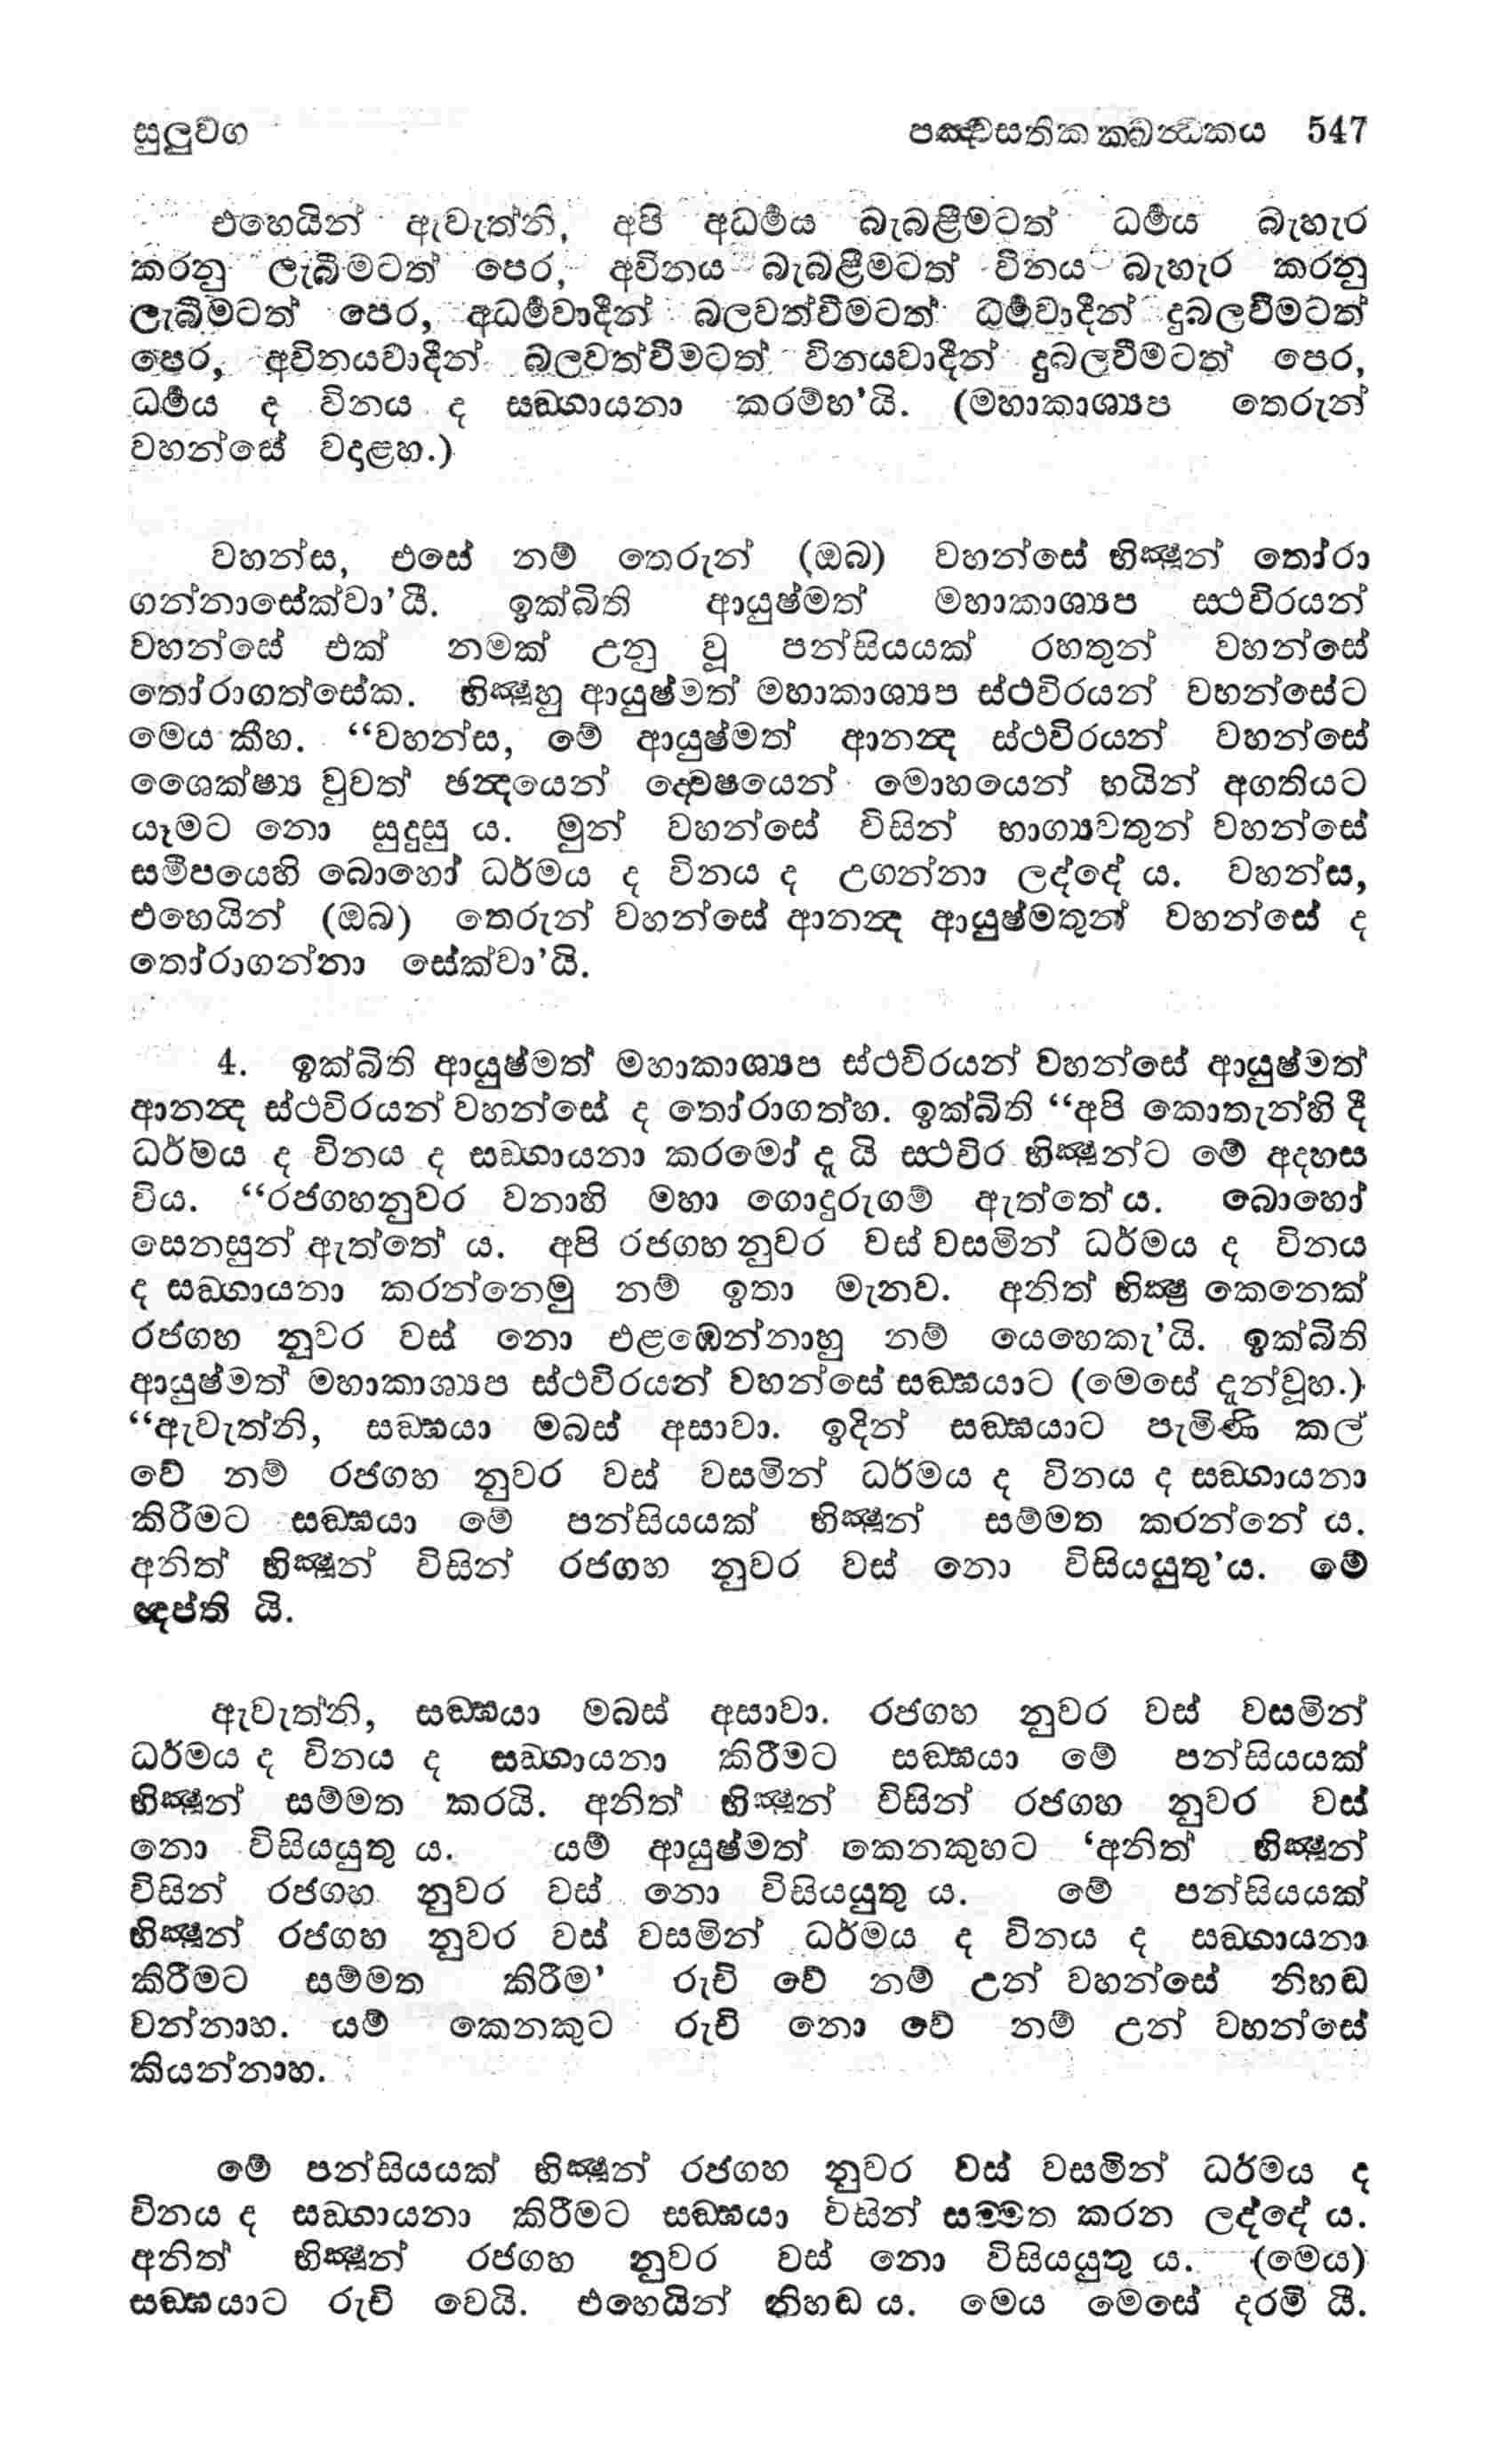 සුලුවග පඤ්චසතික කඛන්ධකය 547
එහෙයින් ඇවැත්නි, අපි අධර්‍මය බැබළීමටත් ධර්‍මය බැහැර
කරනු ලැබීමටත් පෙර, අවිනය බැබළීමටත් විනය බැහැර කරනු
ලැබීමටත් පෙර, අධර්‍මවාදීන් බලවත්වීමටත් ධර්‍මවාදීන් දුබලවීමටත්
පෙර, අවිනයවාදීන් බලවත්වීමටත් විනයවාදීන් දුබලවීමටත් පෙර,
ධර්‍මය ද විනය ද සඞ්ගායනා කරම්භ'යි. (මහාකාශ්‍යප තෙරුන්
වහන්සේ වදාළහ.)
වහන්ස, එසේ නම් තෙරුන් (ඔබ) වහන්සේ භික්‍ෂූන් තෝරා
ගන්නාසේක්වා'යී. ඉක්බිති ආයුෂ්මත් මහාකාශ්‍යප ස්ථවිරයන්
වහන්සේ එක් නමක් උනු වූ පන්සියයක් රහතුන් වහන්සේ
තෝරාගත්සේක. භික්‍ෂූහු ආයුෂ්මත් මහාකාශ්‍යප ස්ථවිරයන් වහන්සේට
මෙය කීහ. “වහන්ස, මේ ආයුෂ්මත් ආනන්‍ද ස්ථවිරයන් වහන්සේ
ශෛක්ෂ්‍ය වුවත් ඡන්‍දයෙන් ද්‍වෙෂයෙන් මොහයෙන් භයින් අගතියට
යෑමට නො සුදුසු ය. මුන් වහන්සේ විසින් භාග්‍යවතුන් වහන්සේ
සමීපයෙහි බොහෝ ධර්මය ද විනය ද උගන්නා ලද්දේ ය. වහන්ස,
එහෙයින් (ඔබ) තෙරුන් වහන්සේ ආනන්‍ද ආයුෂ්මතුන් වහන්සේ ද
තෝරාගන්නා සේක්වා'යි.
4. ඉක්බිති ආයුෂ්මත් මහාකාශ්‍යප ස්ථවිරයන් වහන්සේ ආයුෂ්මත්
ආනන්‍ද ස්ථවිරයන් වහන්සේ ද තෝරාගත්හ. ඉක්බිති “අපි කොතැන්හි දී
ධර්මය ද විනය ද සඞ්ගායනා කරමෝ දැ යි ස්ථවිර භික්‍ෂූන්ට මේ අදහස
විය. “රජගහනුවර වනාහි මහා ගොදුරුගම් ඇත්තේ ය. බොහෝ
සෙනසුන් ඇත්තේ ය. අපි රජගහ නුවර වස් වසමින් ධර්මය ද විනය
ද සඞ්ගායනා කරන්නෙමු නම් ඉතා මැනව. අනිත් භික්‍ෂු කෙනෙක්
රජගහ නුවර වස් නො එළඹෙන්නාහු නම් යෙහෙකැ'යි. ඉක්බිති
ආයුෂ්මත් මහාකාශ්‍යප ස්ථවිරයන් වහන්සේ සඞ්ඝයාට (මෙසේ දැන්වූහ.)
“ඇවැත්නි, සඞ්ඝයා මබස් අසාවා. ඉදින් සඞ්ඝයාට පැමිණි කල්
වේ නම් රජගහ නුවර වස් වසමින් ධර්මය ද විනය ද සඞ්ගායනා
කිරීමට සඞ්ඝයා මේ පන්සියයක් භික්‍ෂූන් සම්මත කරන්නේ ය.
අනිත් භික්‍ෂූන් විසින් රජගහ නුවර වස් නො විසියයුතු'ය. මේ
ඥප්ති යි.
ඇවැත්නි, සඞ්ඝයා මබස් අසාවා. රජගහ නුවර වස් වසමින්
ධර්මය ද විනය ද සඞ්ගායනා කිරීමට සඞ්ඝයා මේ පන්සියයක්
භික්‍ෂූන් සම්මත කරයි. අනිත් භික්‍ෂූන් විසින් රජගහ නුවර වස්
නො විසියයුතු ය. යම් ආයුෂ්මත් කෙනකුහට ‘අනිත් භික්‍ෂූන්
විසින් රජගහ නුවර වස් නො විසියයුතු ය. මේ පන්සියයක්
භික්‍ෂූන් රජගහ නුවර වස් වසමින් ධර්මය ද විනය ද සඞ්ගායනා
කිරීමට සම්මත කිරීම’ රුචි වේ නම් උන් වහන්සේ නිහඬ
වන්නාහ. යම් කෙනකුට රුචි නො වේ නම් උන් වහන්සේ
කියන්නාහ.
මේ පන්සියයක් භික්‍ෂූන් රජගහ නුවර වස් වසමින් ධර්මය ද
විනය ද සඞ්ගායනා කිරීමට සඞ්ඝයා විසින් සම්මත කරන ලද්දේ ය.
අනිත් භික්‍ෂූන් රජගහ නුවර වස් නො විසියයුතු ය. (මෙය)
සඞ්ඝයාට රුචි වෙයි. එහෙයින් නිහඬ ය. මෙය මෙසේ දරමි යී.